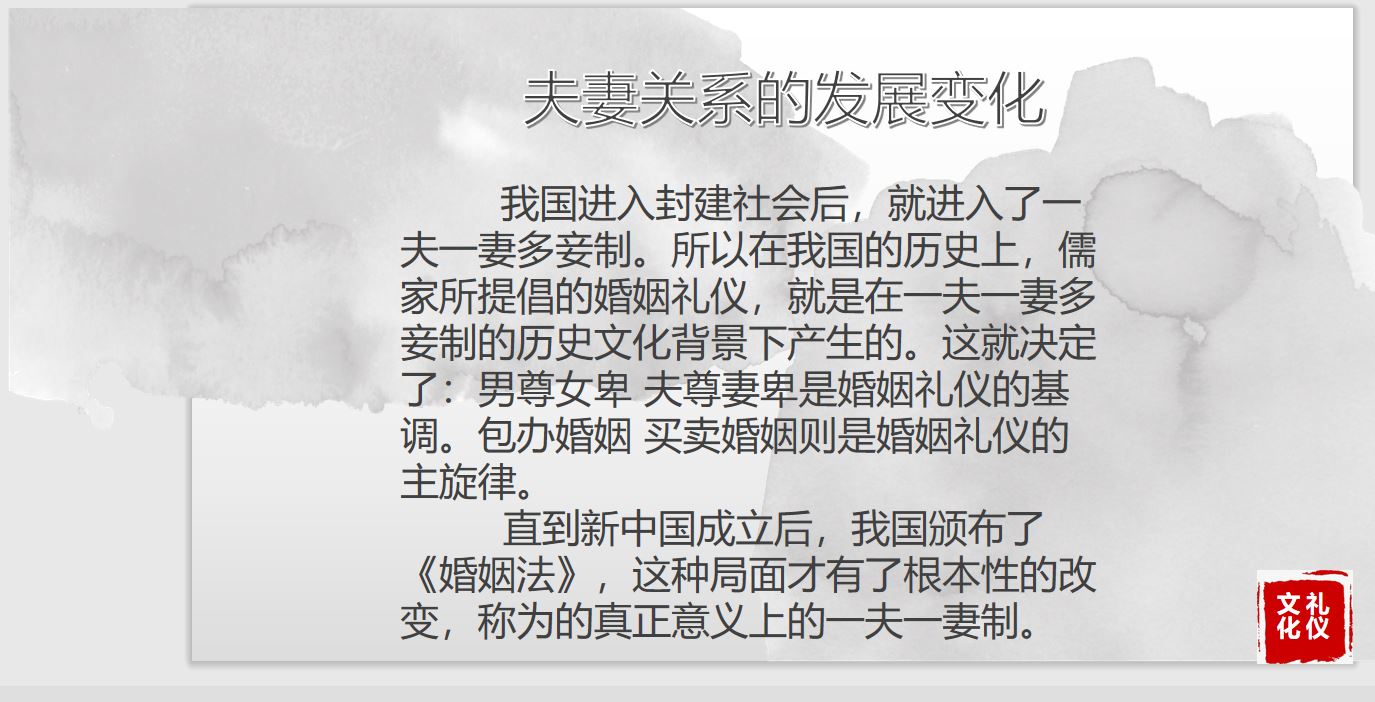 夫妻关系的发展变化
我国进入封建社会后，就进入了一
夫一妻多妾制。所以在我国的历史上，儒
家所提倡的婚姻礼仪，就是在一夫一妻多
妾制的历史文化背景下产生的。这就决定
了：男尊女卑 夫尊妻卑是婚姻礼仪的基
调。包办婚姻 买卖婚姻则是婚姻礼仪的
主旋律。
直到新中国成立后，我国颁布了
《婚姻法》，这种局面才有了根本性的改
变，称为的真正意义上的一夫一妻制。
文礼
化仪